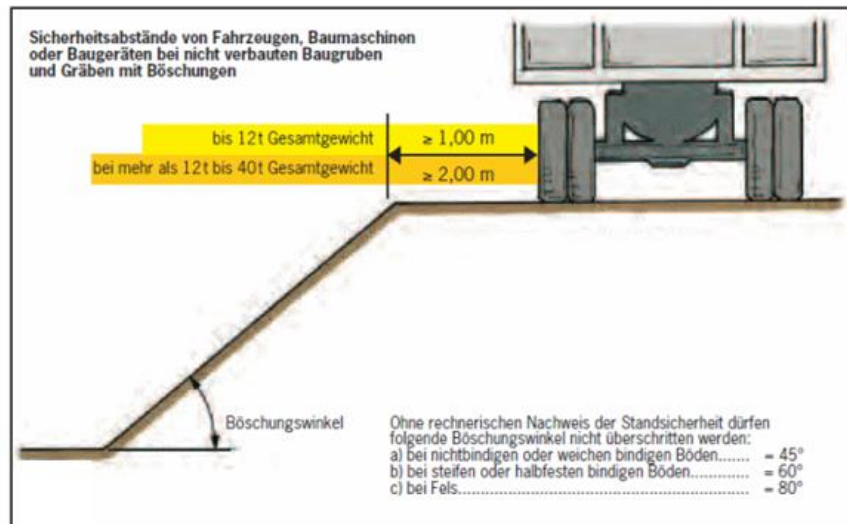 Sicherheitsabstände von Fahrzeugen, Baumaschinen
oder Baugeräten bei nicht verbauten Baugruben
und Gräben mit Böschungen
bis 12t Gesamtgewicht
≥ 1,00 m
bei mehr als 12t bis 40t Gesamtgewicht
≥ 2,00 m
Böschungswinkel
Ohne rechnerischen Nachweis der Standsicherheit dürfen
folgende Böschungswinkel nicht überschritten werden:
a) bei nichtbindigen oder weichen bindigen Böden....... = 45°
b) bei steifen oder halbfesten bindigen Böden............. = 60°
c) bei Fels................................................................ = 80°